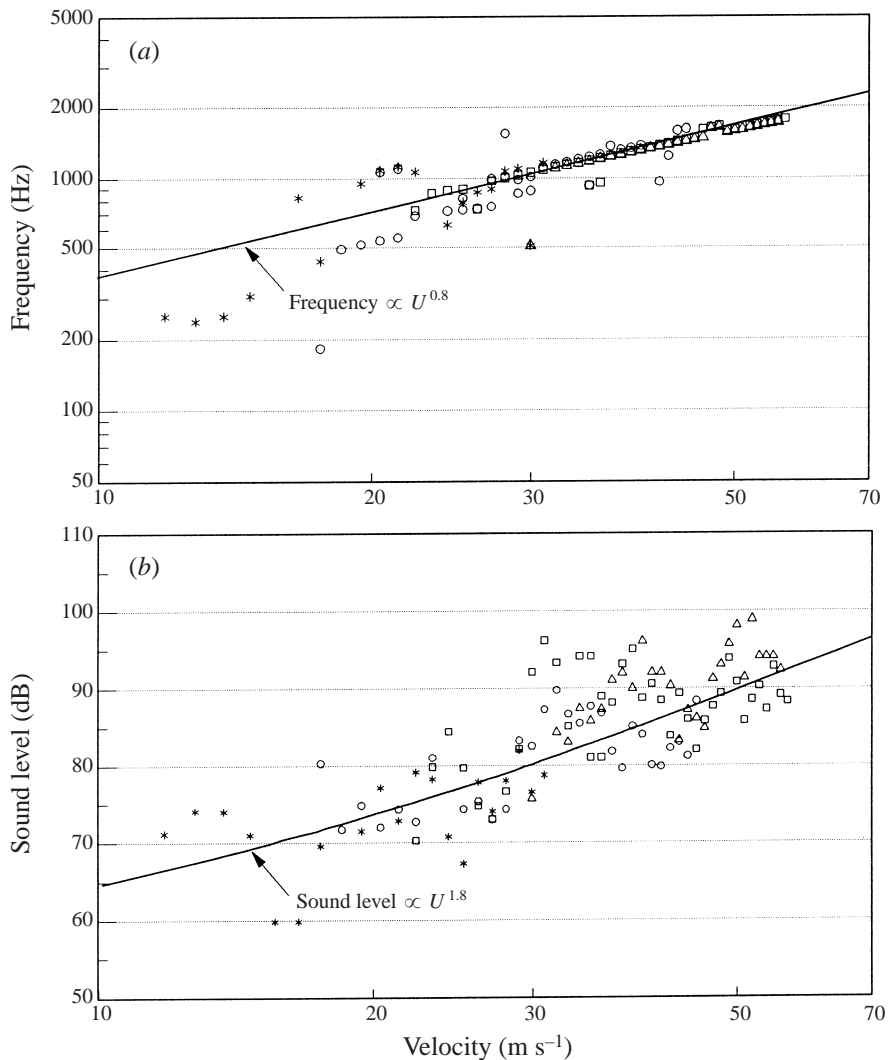 5000
(a)
2000
1000
500
200
100
50
Frequency (Hz)
Frequency ∝ U^0.8
10 20 30 50 70
110
(b)
100
90
80
70
60
50
Sound level (dB)
Sound level ∝ U^1.8
10 20 30 50 70
Velocity (m s^–1)